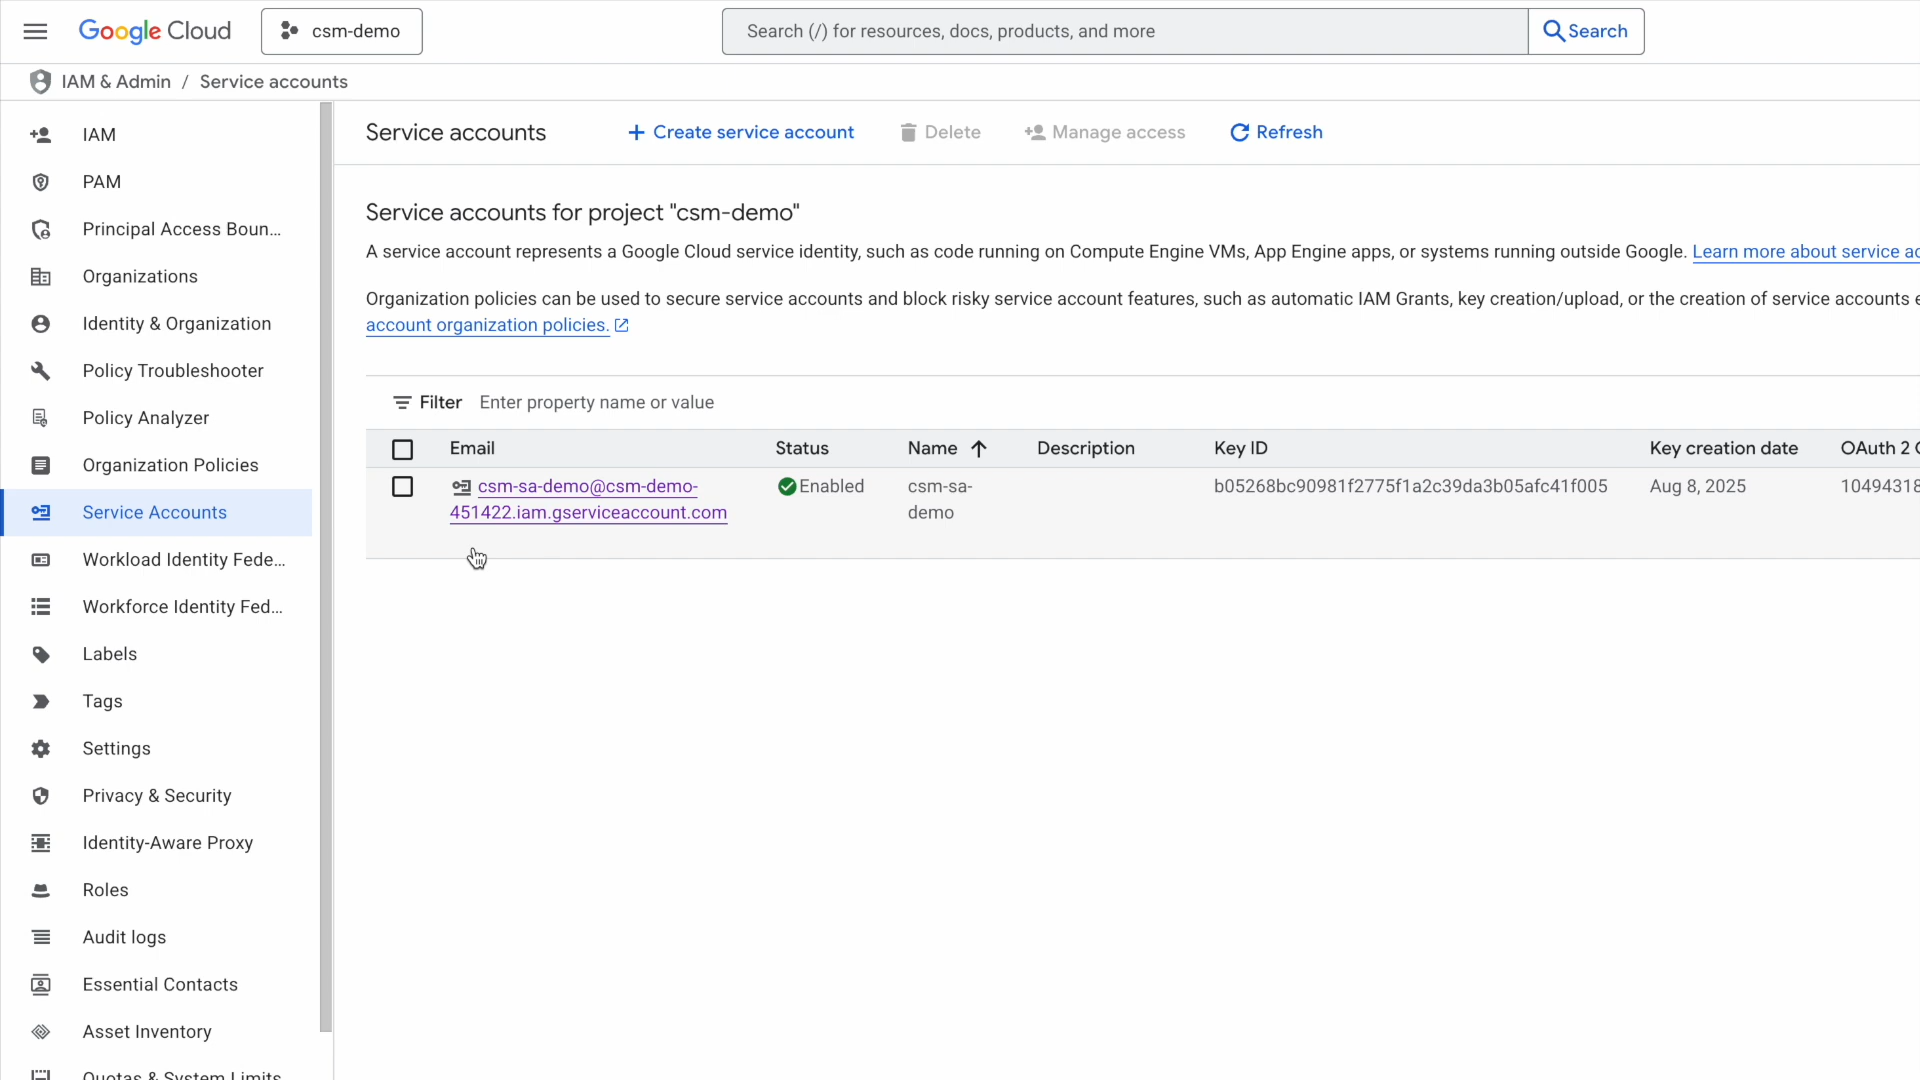 Google Cloud
csm-demo
Search (/) for resources, docs, products, and more
Search
IAM & Admin / Service accounts
IAM
PAM
Principal Access Boun...
Organizations
Identity & Organization
Policy Troubleshooter
Policy Analyzer
Organization Policies
Service Accounts
Workload Identity Fede...
Workforce Identity Fed...
Labels
Tags
Settings
Privacy & Security
Identity-Aware Proxy
Roles
Audit logs
Essential Contacts
Asset Inventory
Quotas & System Limits
Service accounts
Create service account
Delete
Manage access
Refresh
Service accounts for project "csm-demo"
A service account represents a Google Cloud service identity, such as code running on Compute Engine VMs, App Engine apps, or systems running outside Google. Learn more about service ac
Organization policies can be used to secure service accounts and block risky service account features, such as automatic IAM Grants, key creation/upload, or the creation of service accounts e
account organization policies.
Filter Enter property name or value
Email Status Name Description Key ID Key creation date OAuth 2 C
csm-sa-demo@csm-demo- Enabled csm-sa- b05268bc90981f2775f1a2c39da3b05afc41f005 Aug 8, 2025 10494318
451422.iam.gserviceaccount.com demo